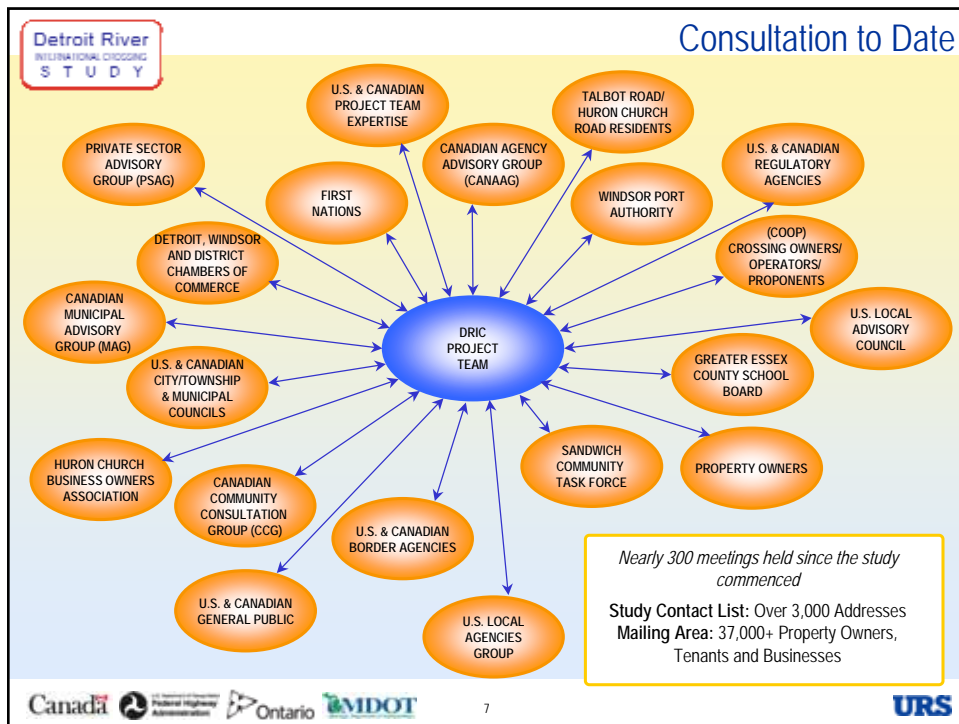 Detroit River
INTERNATIONAL CROSSING
S T U D Y
Consultation to Date
U.S. & CANADIAN
PROJECT TEAM
EXPERTISE
TALBOT ROAD/
HURON CHURCH
ROAD RESIDENTS
PRIVATE SECTOR
ADVISORY
GROUP (PSAG)
CANADIAN AGENCY
ADVISORY GROUP
(CANAAG)
U.S. & CANADIAN
REGULATORY
AGENCIES
FIRST
NATIONS
WINDSOR PORT
AUTHORITY
DETROIT, WINDSOR
AND DISTRICT
CHAMBERS OF
COMMERCE
(COOP)
CROSSING OWNERS/
OPERATORS/
PROPONENTS
CANADIAN
MUNICIPAL
ADVISORY
GROUP (MAG)
U.S. LOCAL
ADVISORY
COUNCIL
DRIC
PROJECT
TEAM
U.S. & CANADIAN
CITY/TOWNSHIP
& MUNICIPAL
COUNCILS
GREATER ESSEX
COUNTY SCHOOL
BOARD
HURON CHURCH
BUSINESS OWNERS
ASSOCIATION
SANDWICH
COMMUNITY
TASK FORCE
PROPERTY OWNERS
CANADIAN
COMMUNITY
CONSULTATION
GROUP (CCG)
U.S. & CANADIAN
BORDER AGENCIES
U.S. & CANADIAN
GENERAL PUBLIC
U.S. LOCAL
AGENCIES
GROUP
Nearly 300 meetings held since the study
commenced
Study Contact List: Over 3,000 Addresses
Mailing Area: 37,000+ Property Owners,
Tenants and Businesses
Canada
U.S. Department of Transportation
Federal Highway
Administration
Ontario
MDOT
7
URS